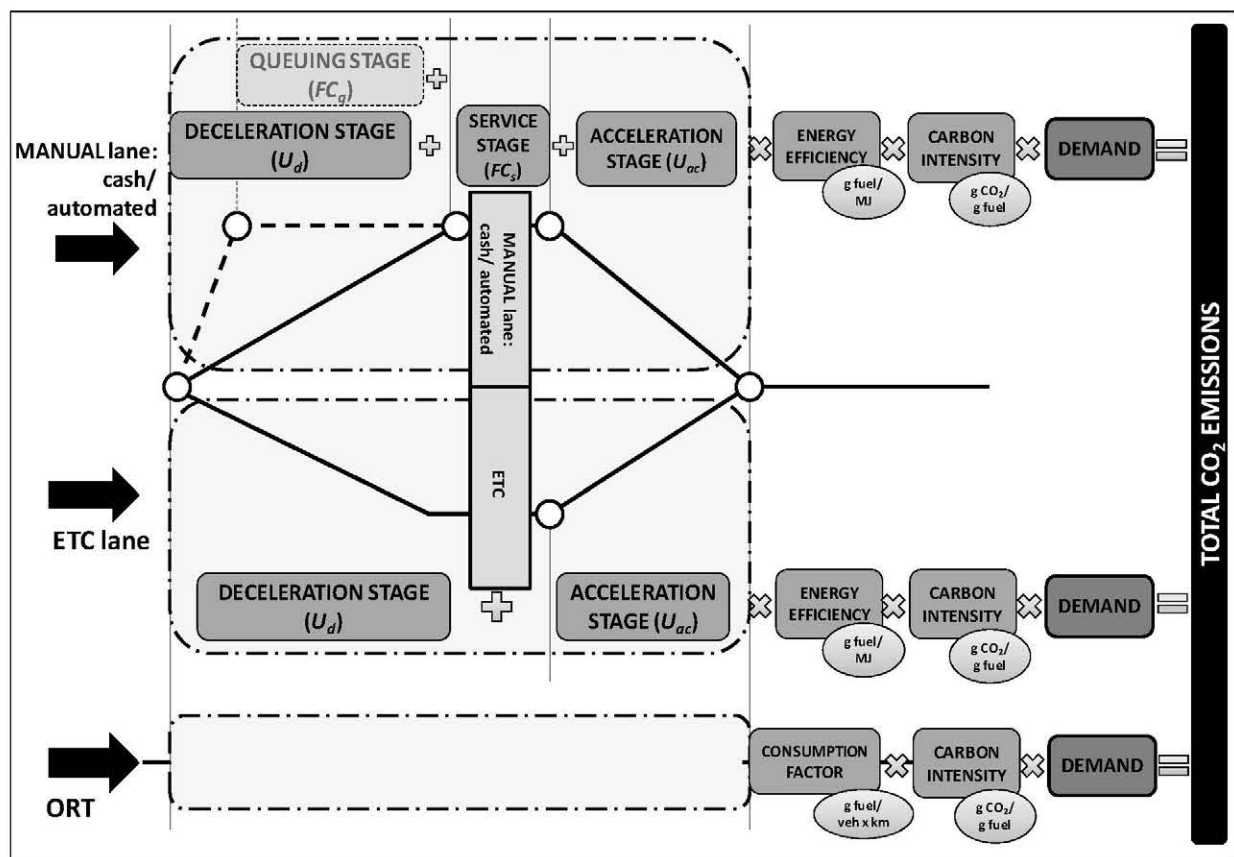 QUEUING STAGE
(FCq)
DECELERATION STAGE
(Ud)
SERVICE
STAGE
(FCs)
ACCELERATION
STAGE (Uac)
ENERGY
EFFICIENCY
g fuel/
MJ
CARBON
INTENSITY
g CO₂/
g fuel
DEMAND
MANUAL lane:
cash/
automated
MANUAL lane:
cash/ automated
ETC
ETC lane
DECELERATION STAGE
(Ud)
ACCELERATION
STAGE (Uac)
ENERGY
EFFICIENCY
g fuel/
MJ
CARBON
INTENSITY
g CO₂/
g fuel
DEMAND
ORT
CONSUMPTION
FACTOR
g fuel/
veh x km
CARBON
INTENSITY
g CO₂/
g fuel
DEMAND
TOTAL CO₂ EMISSIONS